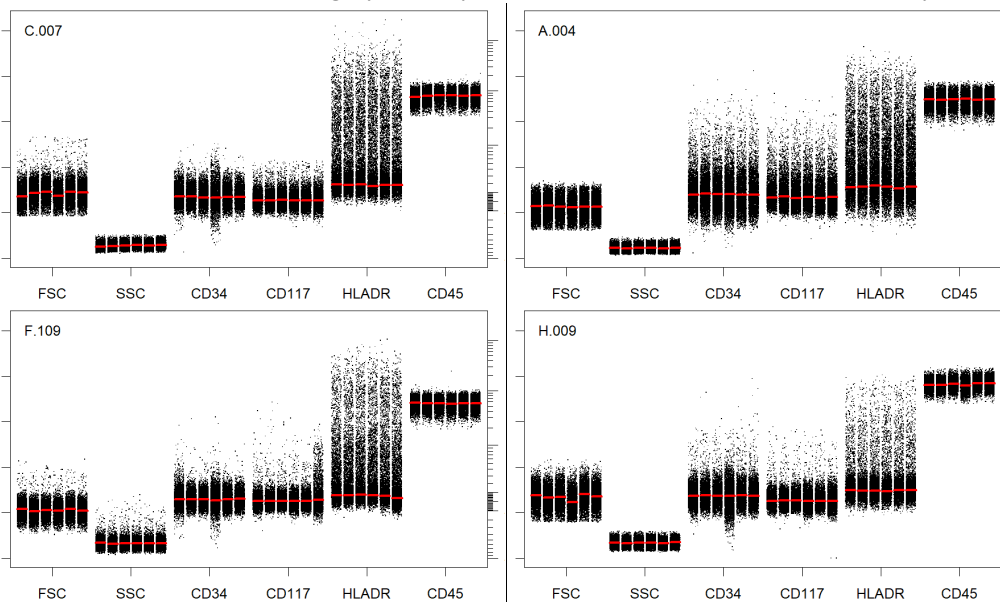 C.007
A.004
FSC SSC CD34 CD117 HLADR CD45
FSC SSC CD34 CD117 HLADR CD45
F.109
H.009
FSC SSC CD34 CD117 HLADR CD45
FSC SSC CD34 CD117 HLADR CD45